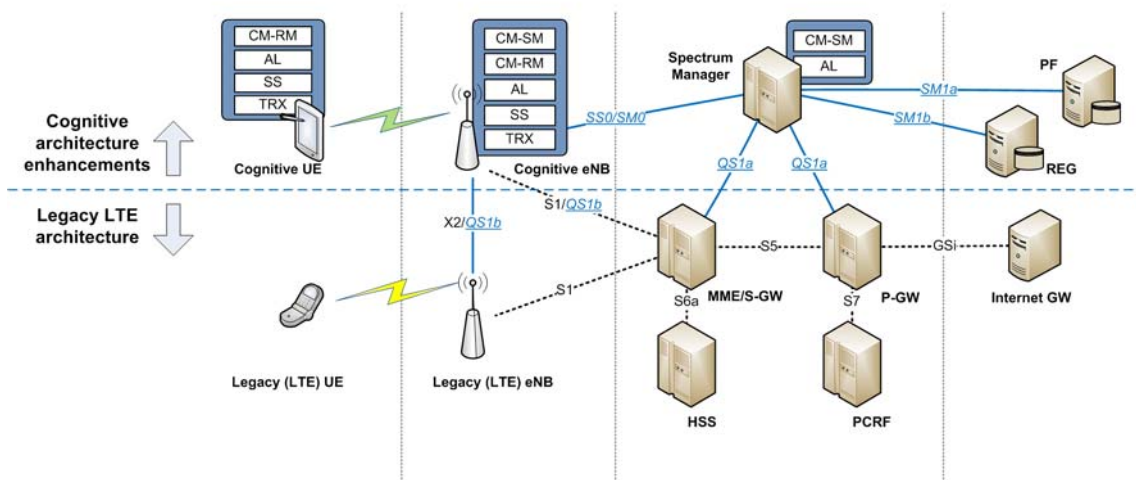 CM-RM
AL
SS
TRX
Cognitive UE
CM-SM
CM-RM
AL
SS
TRX
Cognitive eNB
Spectrum
Manager
CM-SM
AL
PF
REG
SM1a
SM1b
SS0/SM0
QS1a
QS1a
Cognitive
architecture
enhancements
Legacy LTE
architecture
S1/QS1b
X2/QS1b
S1
S5
GSi
MME/S-GW
P-GW
Internet GW
S6a
S7
Legacy (LTE) UE
Legacy (LTE) eNB
HSS
PCRF